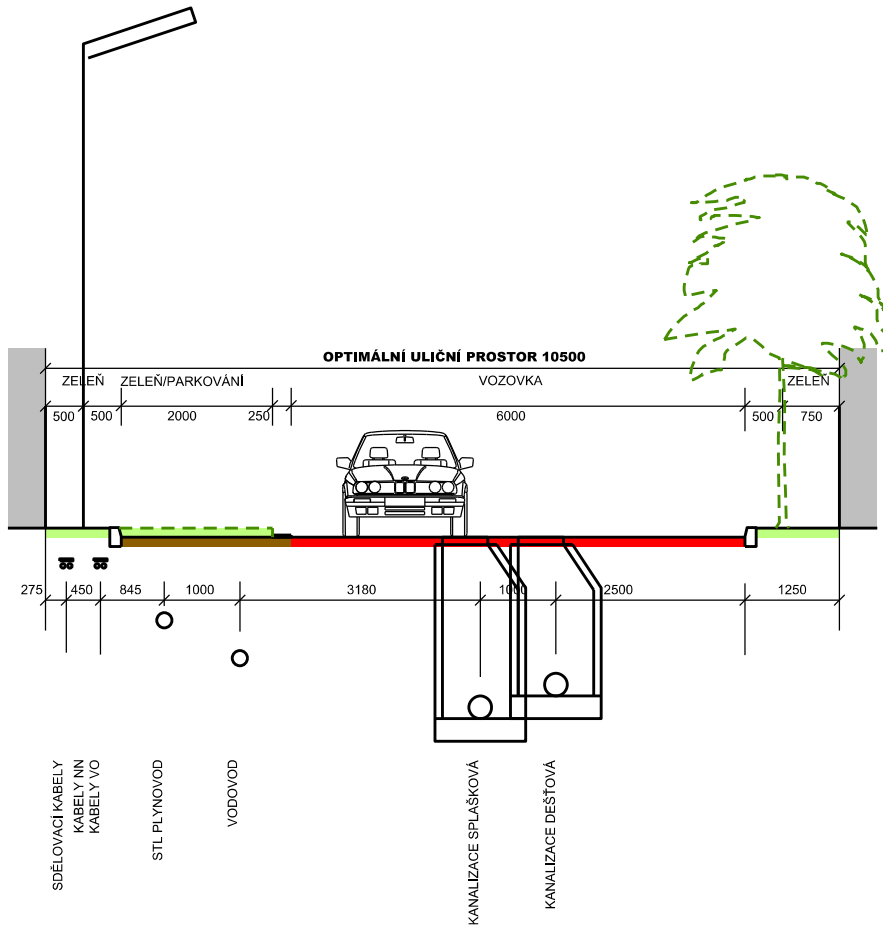 OPTIMÁLNÍ ULIČNÍ PROSTOR 10500
ZELEŇ ZELEŇ/PARKOVÁNÍ VOZOVKA ZELEŇ
500 500 2000 250 6000 500 750
275 450 845 1000 3180 1000 2500 1250
SDĚLOVACÍ KABELY
KABELY NN
KABELY VO
STL PLYNOVOD
VODOVOD
KANALIZACE SPLAŠKOVÁ
KANALIZACE DEŠŤOVÁ